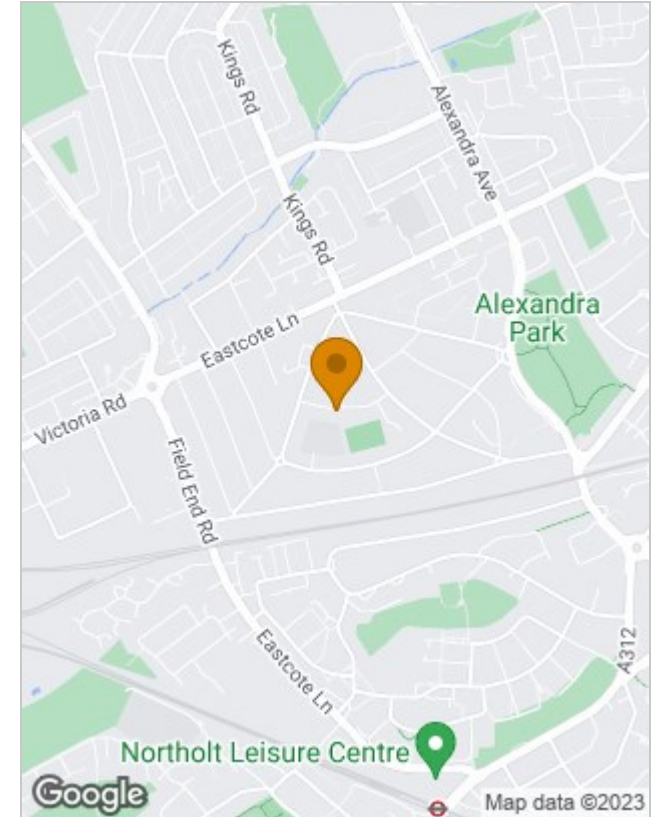 Kings Rd
Alexandra Ave
Kings Rd
Alexandra
Park
Eastcote Ln
Victoria Rd
Field End Rd
Eastcote Ln
A312
Northolt Leisure Centre
Google
Map data ©2023